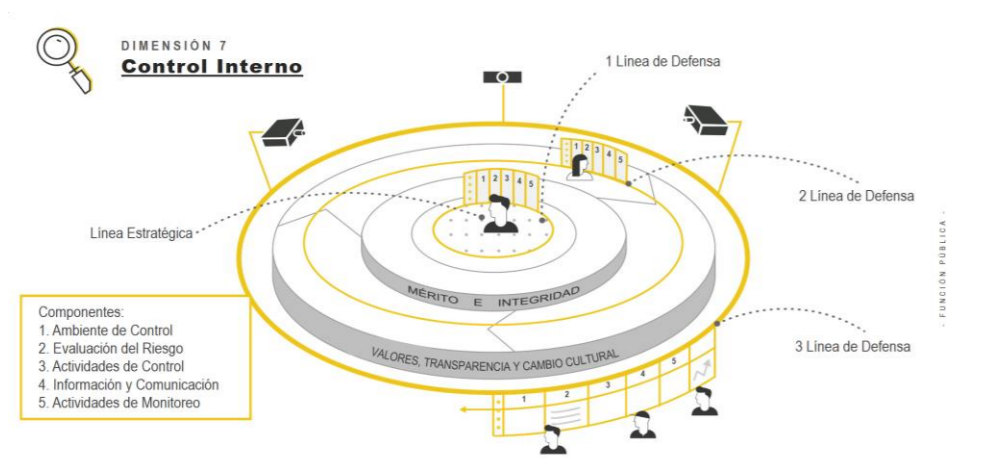 DIMENSIÓN 7
Control Interno
1 Línea de Defensa
1 2 3 4 5
1 2 3 4 5
2 Línea de Defensa
Línea Estratégica
- FUNCIÓN PÚBLICA -
MÉRITO E INTEGRIDAD
VALORES, TRANSPARENCIA Y CAMBIO CULTURAL
3 Línea de Defensa
Componentes:
1. Ambiente de Control
2. Evaluación del Riesgo
3. Actividades de Control
4. Información y Comunicación
5. Actividades de Monitoreo
1 2 3 4 5